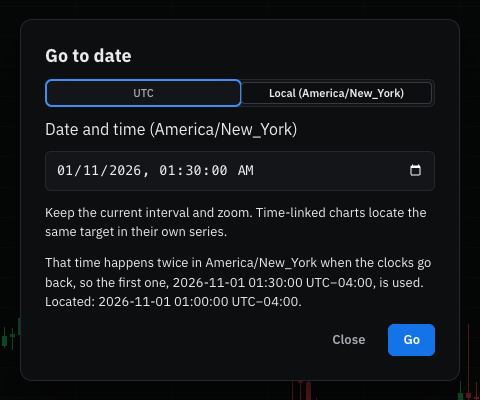 Go to date
UTC
Local (America/New_York)
Date and time (America/New_York)
01/11/2026, 01:30:00 AM
Keep the current interval and zoom. Time-linked charts locate the
same target in their own series.
That time happens twice in America/New_York when the clocks go
back, so the first one, 2026-11-01 01:30:00 UTC−04:00, is used.
Located: 2026-11-01 01:00:00 UTC−04:00.
Close
Go